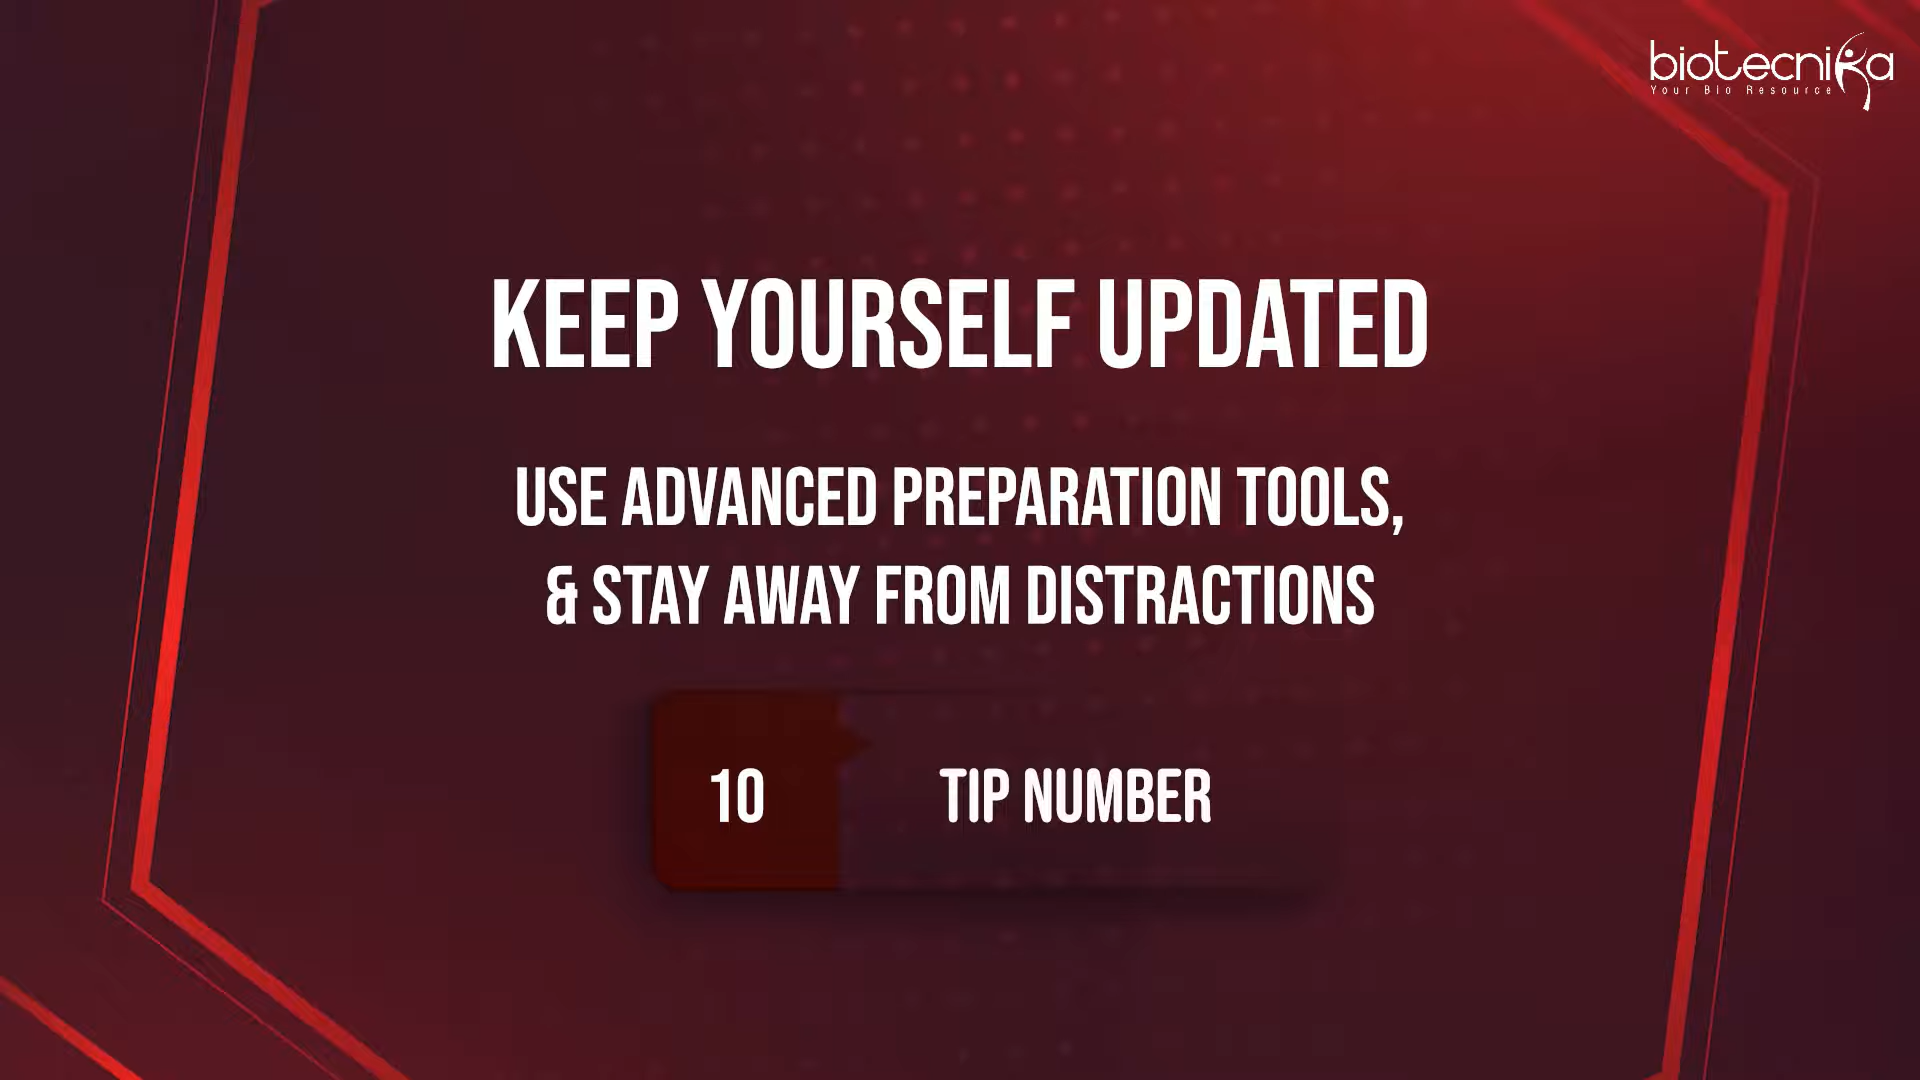 biotecnika
Your Bio Resource
KEEP YOURSELF UPDATED
USE ADVANCED PREPARATION TOOLS,
& STAY AWAY FROM DISTRACTIONS
10 TIP NUMBER